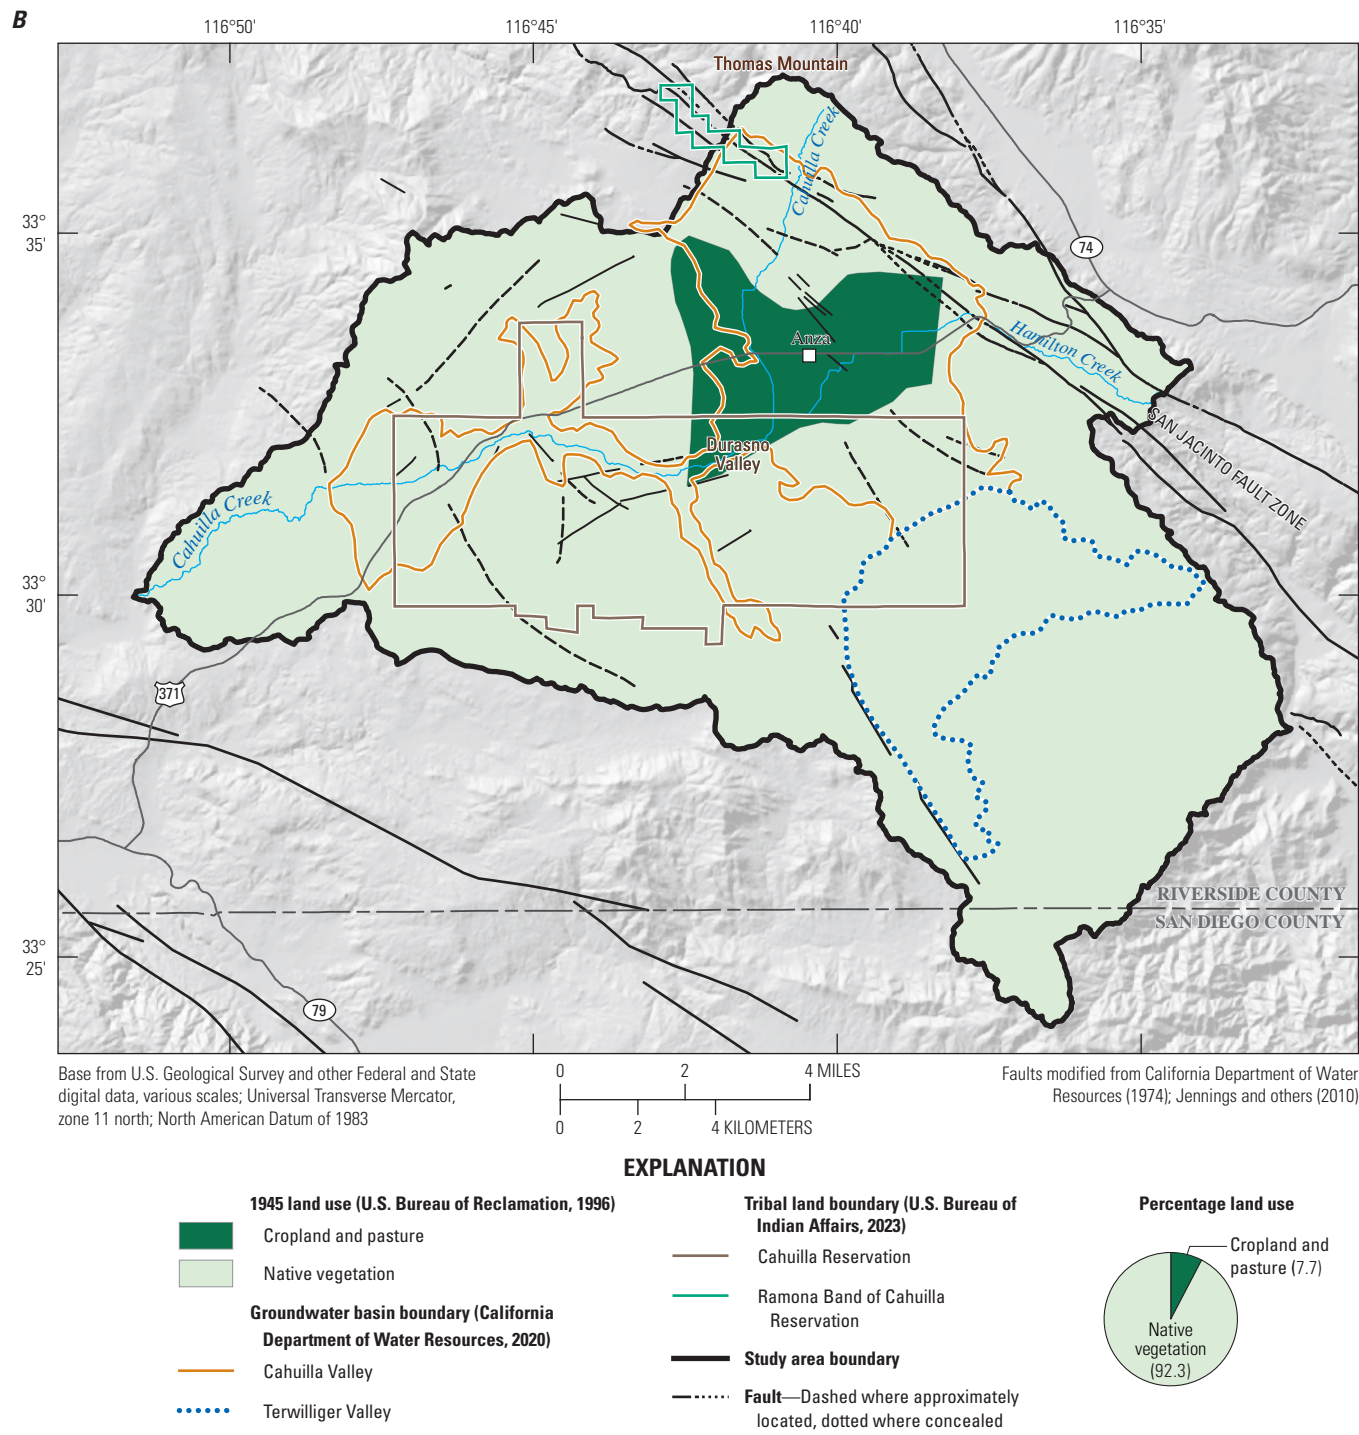 B
116°50'
116°45'
116°40'
116°35'
Thomas Mountain
Cahuilla Creek
33°
35'
74
Anza
Hamilton Creek
SAN JACINTO FAULT ZONE
Durasno
Valley
Cahuilla Creek
33°
30'
371
RIVERSIDE COUNTY
SAN DIEGO COUNTY
33°
25'
79
Base from U.S. Geological Survey and other Federal and State
digital data, various scales; Universal Transverse Mercator,
zone 11 north; North American Datum of 1983
0 2 4 MILES
0 2 4 KILOMETERS
Faults modified from California Department of Water
Resources (1974); Jennings and others (2010)
EXPLANATION
1945 land use (U.S. Bureau of Reclamation, 1996)
Cropland and pasture
Native vegetation
Groundwater basin boundary (California
Department of Water Resources, 2020)
Cahuilla Valley
Terwilliger Valley
Tribal land boundary (U.S. Bureau of
Indian Affairs, 2023)
Cahuilla Reservation
Ramona Band of Cahuilla
Reservation
Study area boundary
Fault—Dashed where approximately
located, dotted where concealed
Percentage land use
Cropland and
pasture (7.7)
Native
vegetation
(92.3)